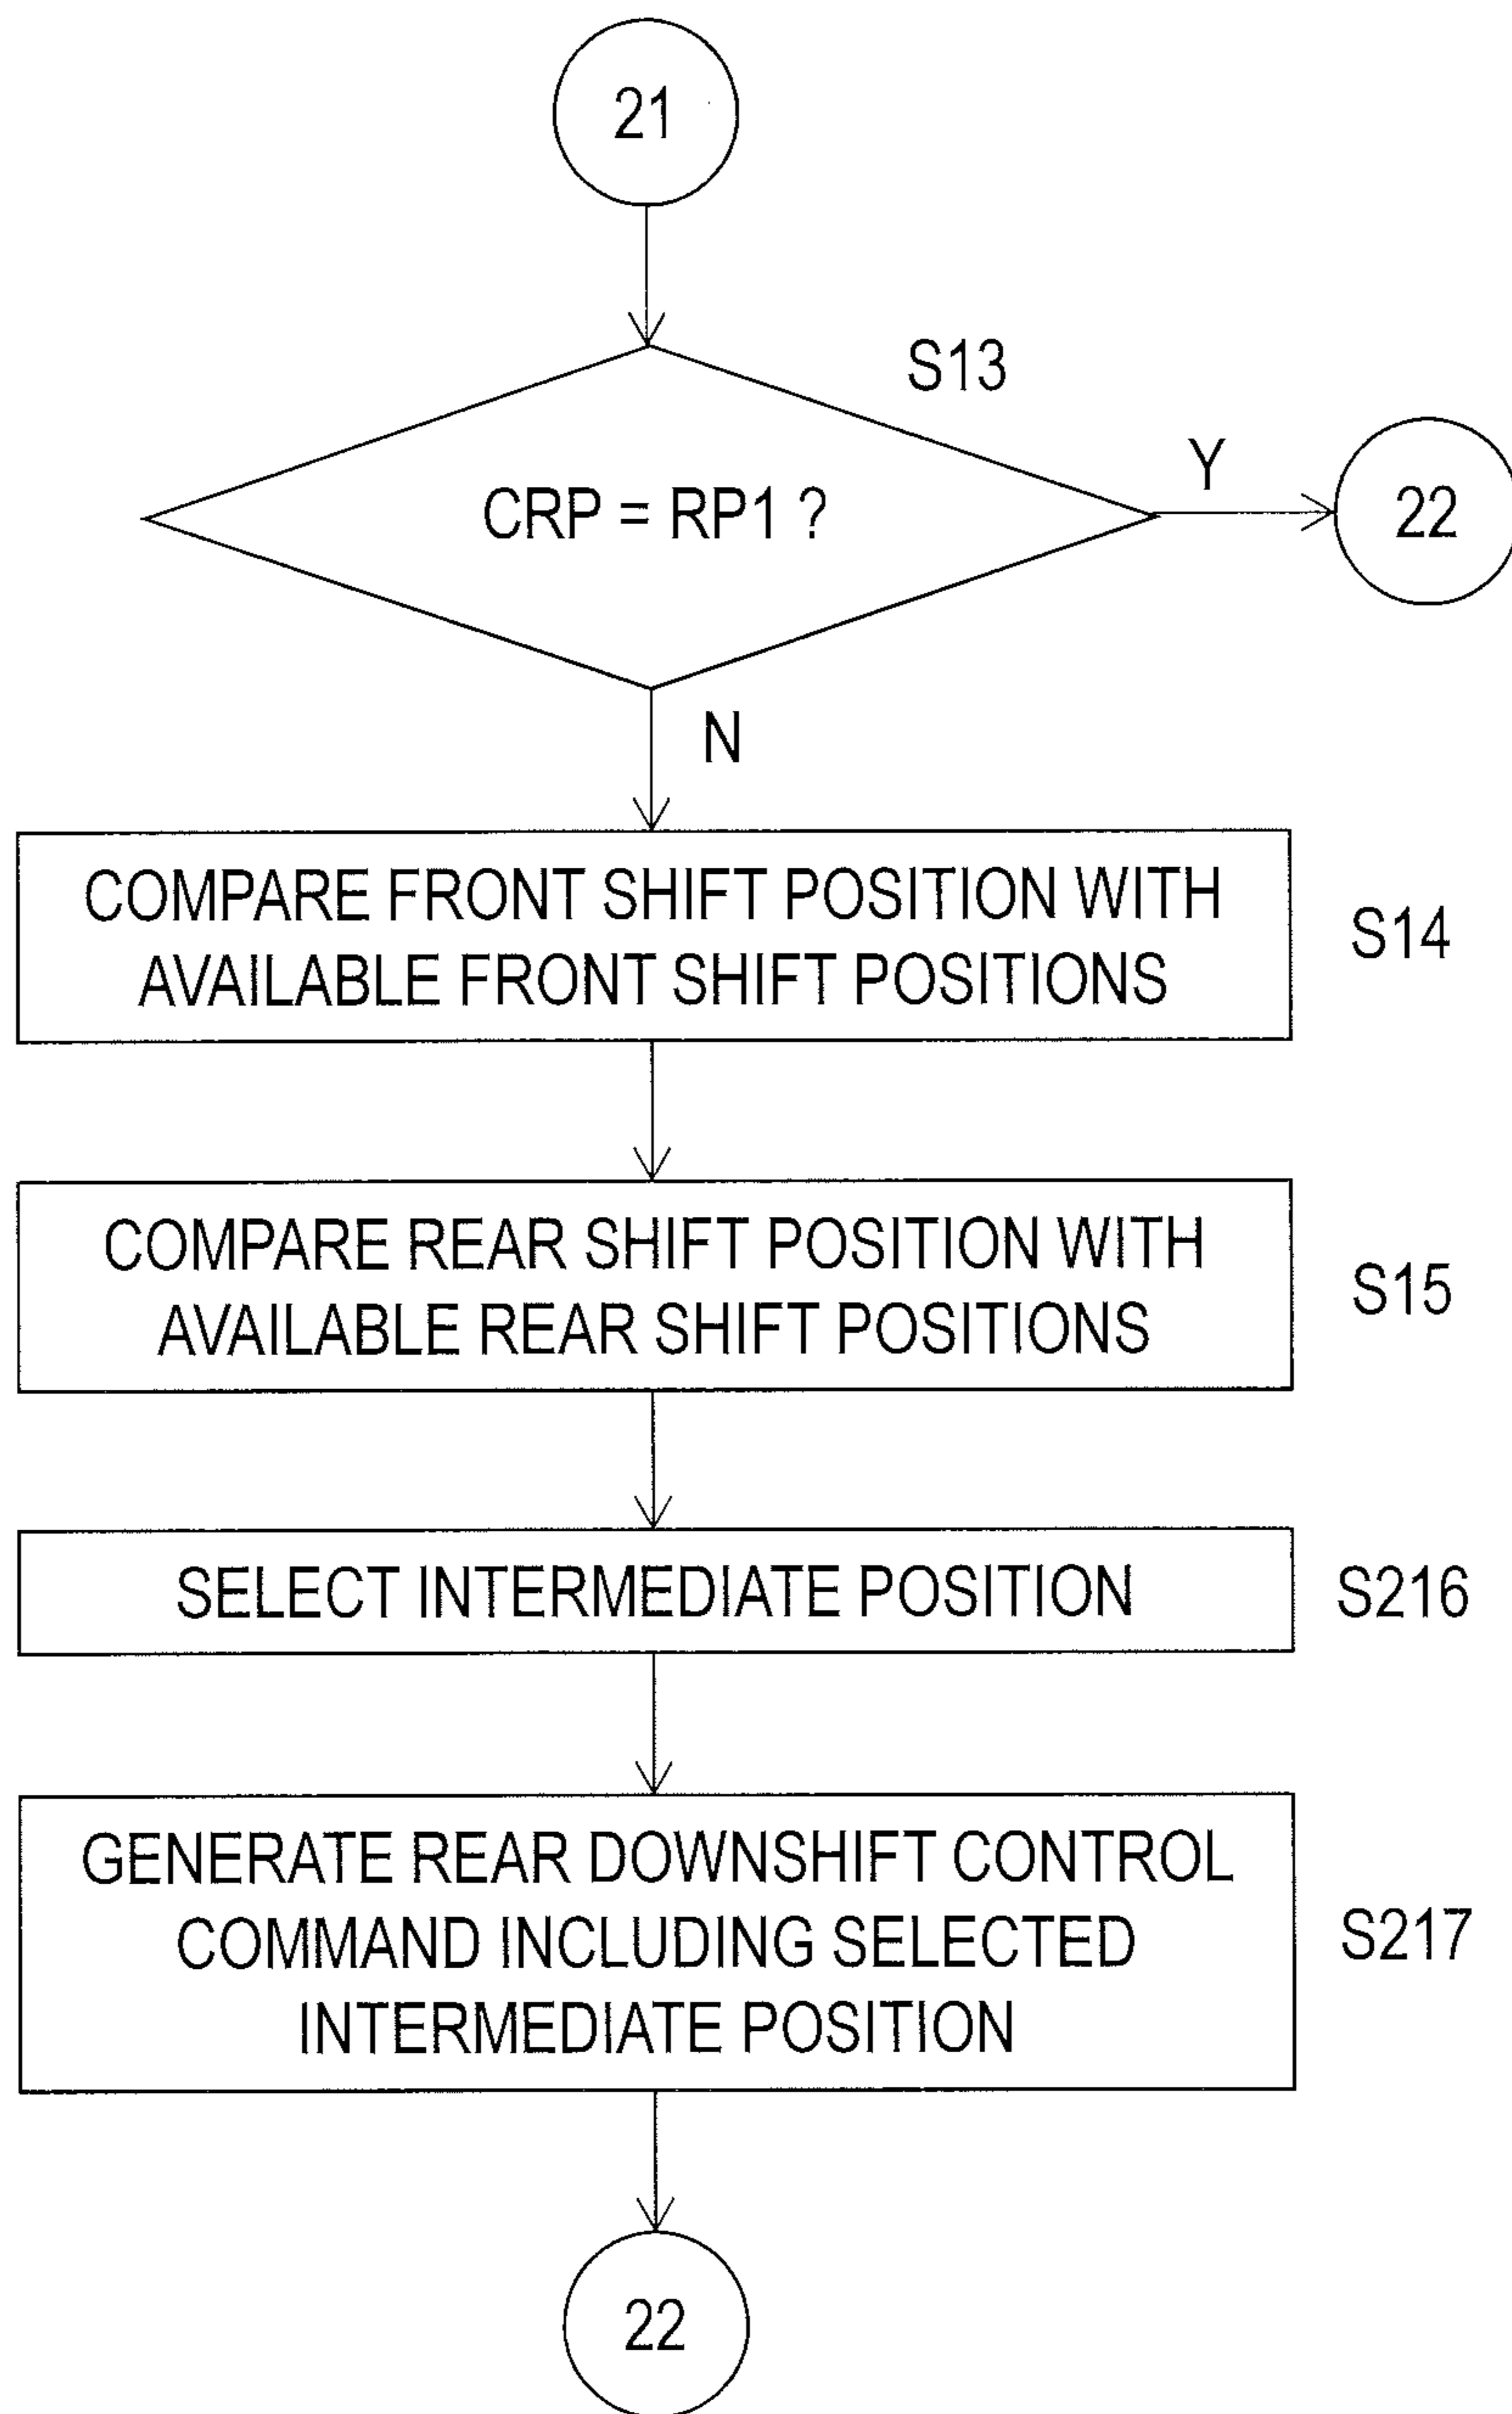 21
S13
CRP = RP1 ?
Y
22
N
COMPARE FRONT SHIFT POSITION WITH
AVAILABLE FRONT SHIFT POSITIONS
S14
COMPARE REAR SHIFT POSITION WITH
AVAILABLE REAR SHIFT POSITIONS
S15
SELECT INTERMEDIATE POSITION
S216
GENERATE REAR DOWNSHIFT CONTROL
COMMAND INCLUDING SELECTED
INTERMEDIATE POSITION
S217
22